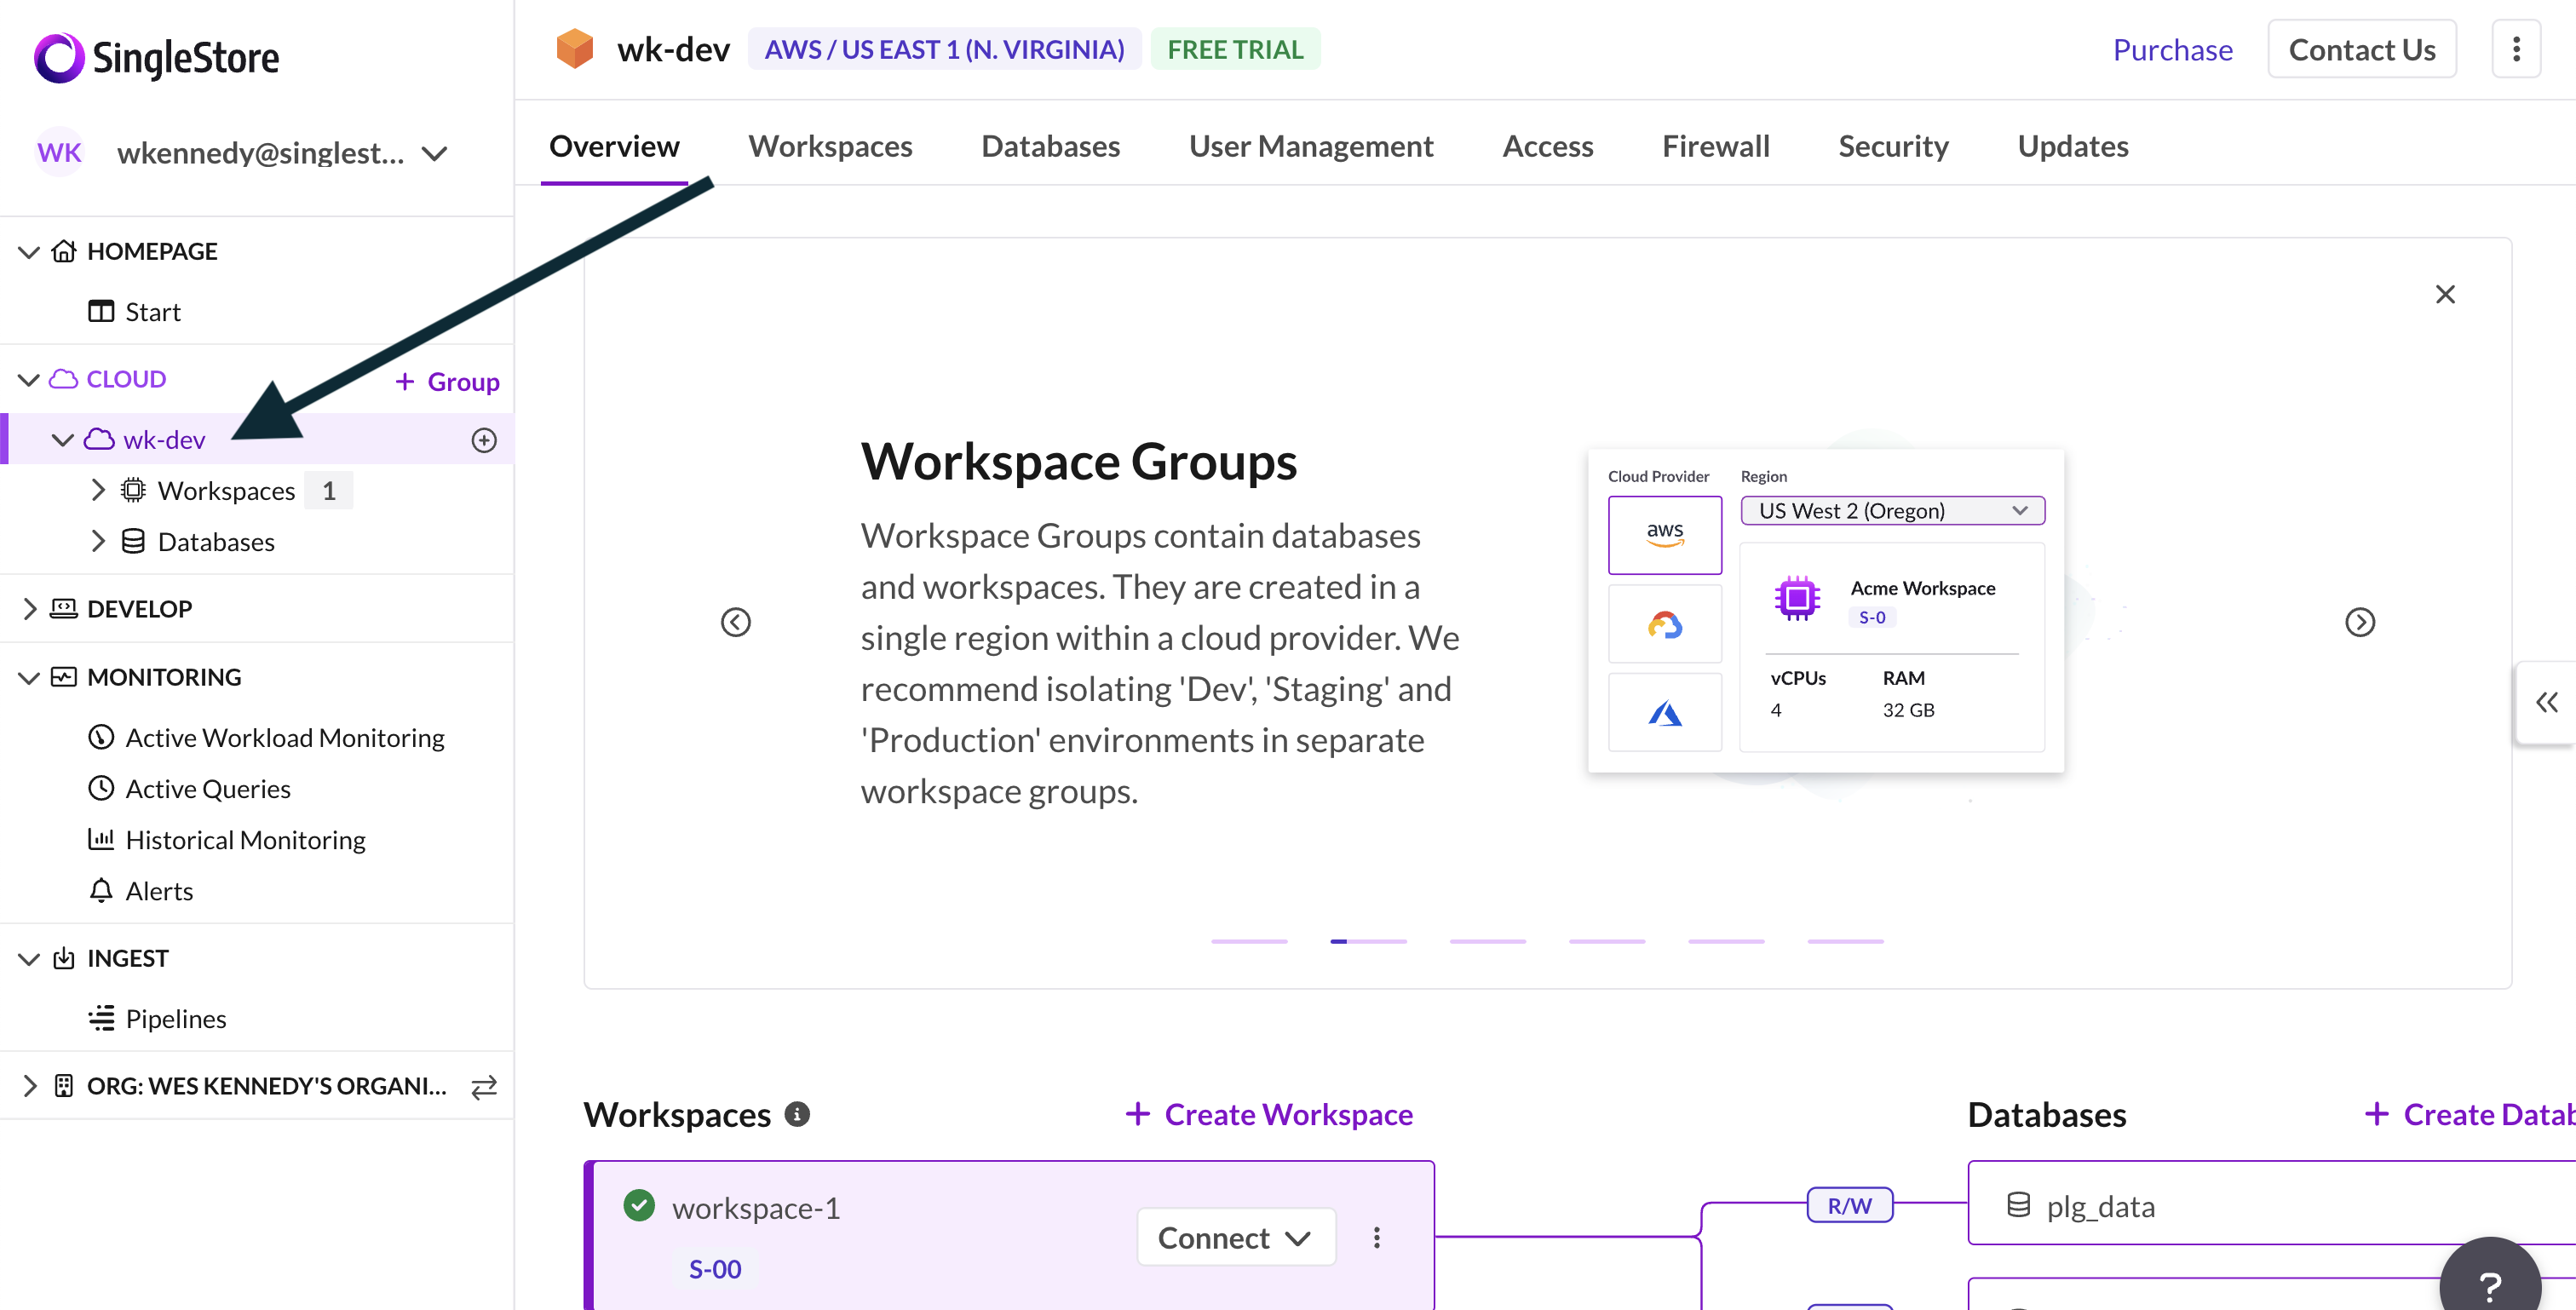 SingleStore
WK
wkennedy@singlest...
HOMEPAGE
Start
CLOUD
+ Group
wk-dev
Workspaces 1
Databases
DEVELOP
MONITORING
Active Workload Monitoring
Active Queries
Historical Monitoring
Alerts
INGEST
Pipelines
ORG: WES KENNEDY'S ORGANI...
wk-dev AWS / US EAST 1 (N. VIRGINIA) FREE TRIAL
Purchase Contact Us
Overview Workspaces Databases User Management Access Firewall Security Updates
Workspace Groups
Workspace Groups contain databases
and workspaces. They are created in a
single region within a cloud provider. We
recommend isolating 'Dev', 'Staging' and
'Production' environments in separate
workspace groups.
Cloud Provider Region
aws
US West 2 (Oregon)
Acme Workspace
S-0
vCPUs RAM
4 32 GB
Workspaces + Create Workspace
workspace-1
S-00
Connect
R/W
Databases + Create Datab
plg_data
?